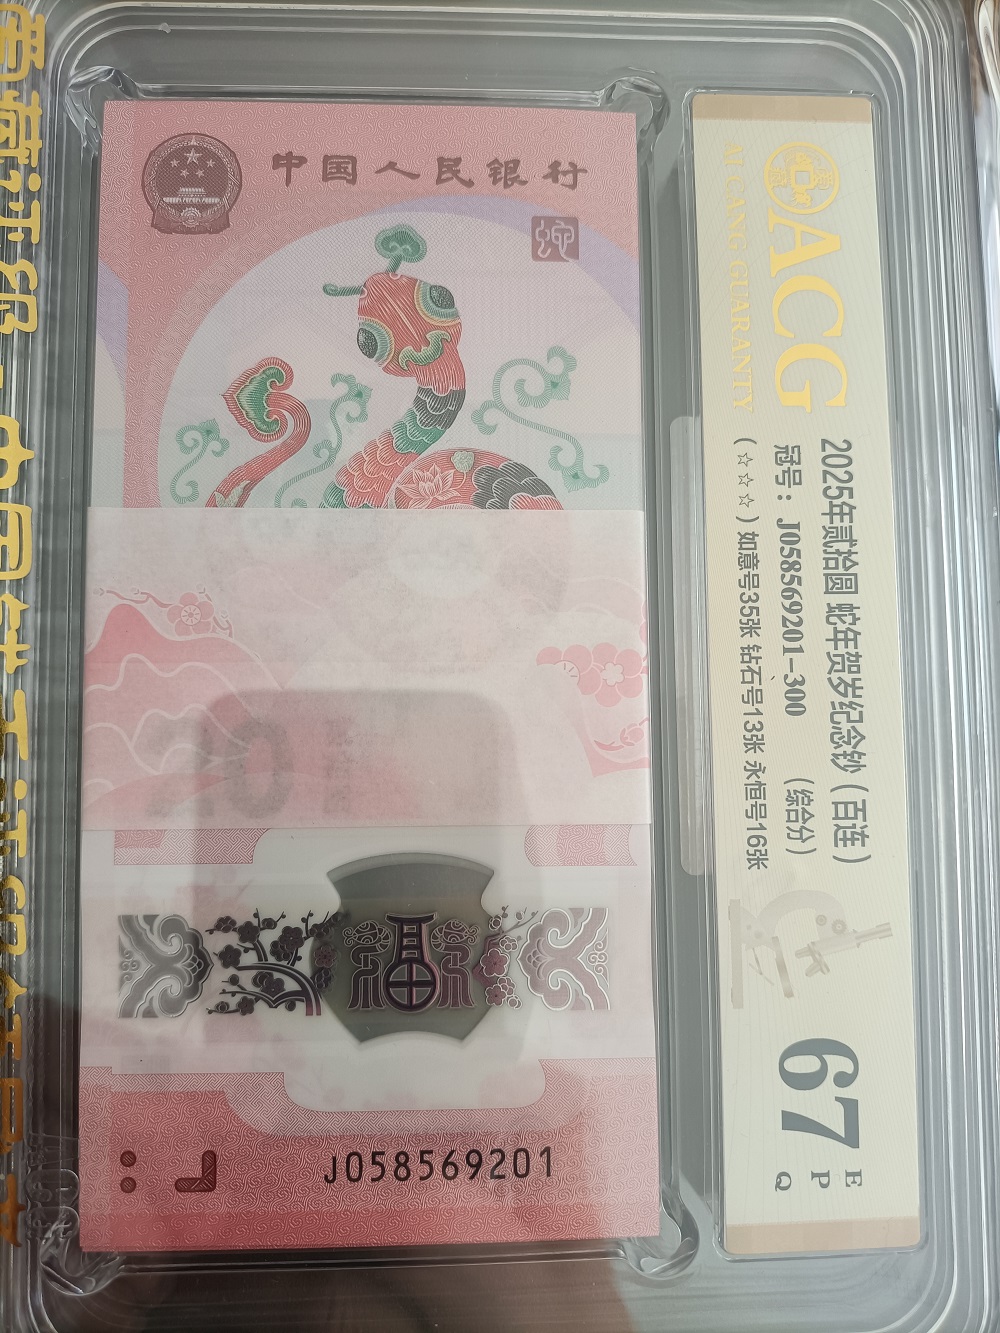 中国人民银行
蛇
福
J058569201
ACG
AI CANG GUARANTY
2025年贰拾圆 蛇年贺岁纪念钞（百连）
冠号：J058569201-300 （综合分）
（☆☆☆）如意号35张 钻石号13张 永恒号16张
67
EPQ